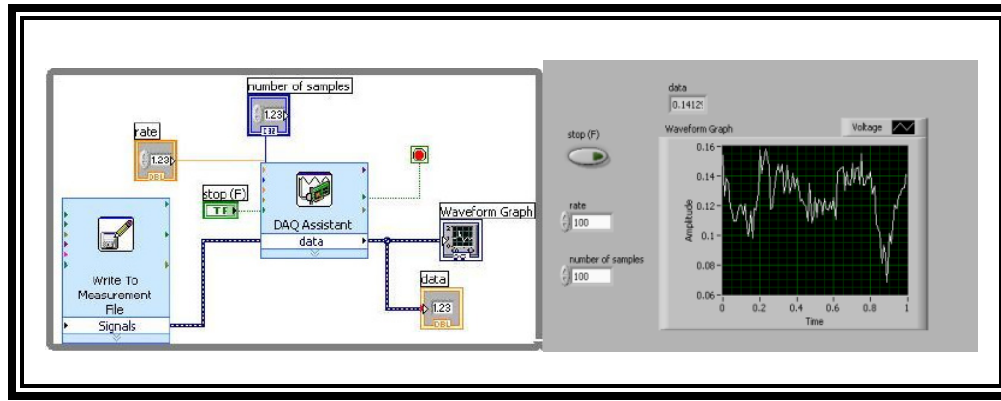 number of samples
1.23
I32
rate
1.23
DBL
stop (F)
TF
DAQ Assistant
data
Waveform Graph
data
1.23
DBL
Write To
Measurement
File
Signals
data
0.14129
stop (F)
Waveform Graph
Voltage
rate
100
number of samples
100
Amplitude
0.16
0.14
0.12
0.1
0.08
0.06
0
0.2
0.4
0.6
0.8
1
Time